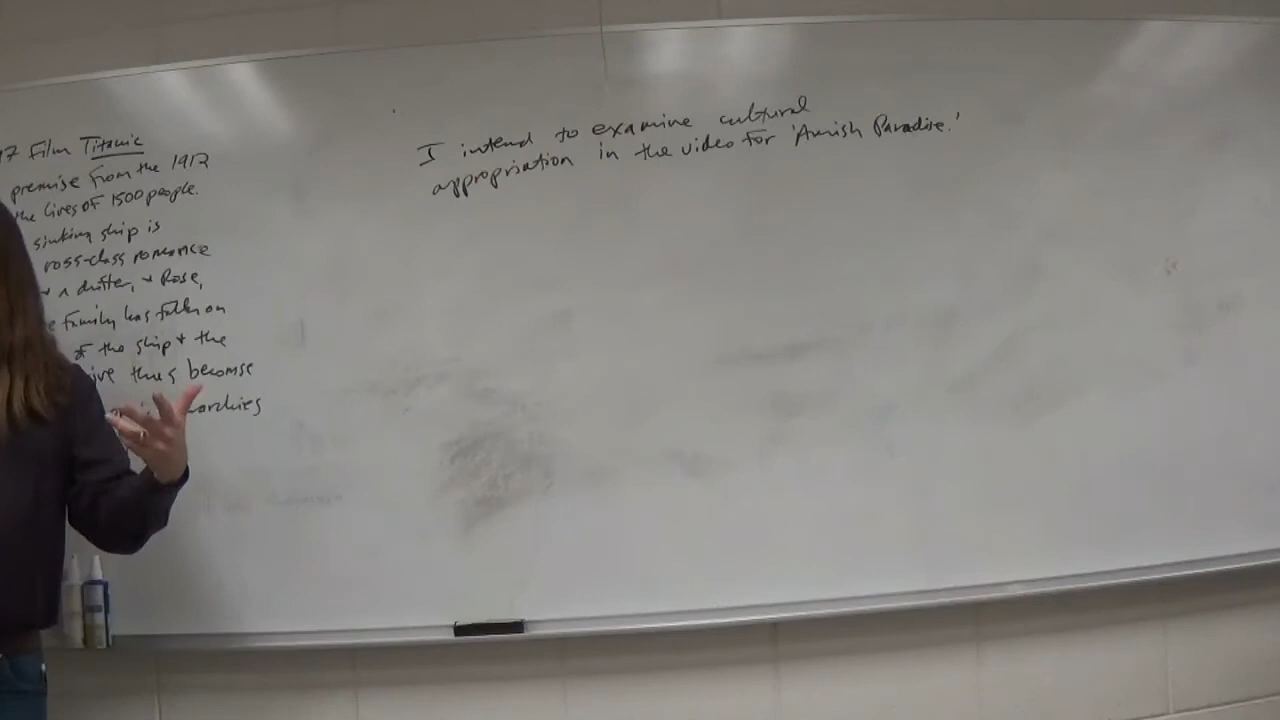 7 Film Titanic
premise from the 1912
the lives of 1500 people.
sinking ship is
ross-class romance
a drifter, + Rose,
family has fallen on
of the ship + the
ive thus become
I intend to examine cultural
appropriation in the video for 'Amish Paradise.'